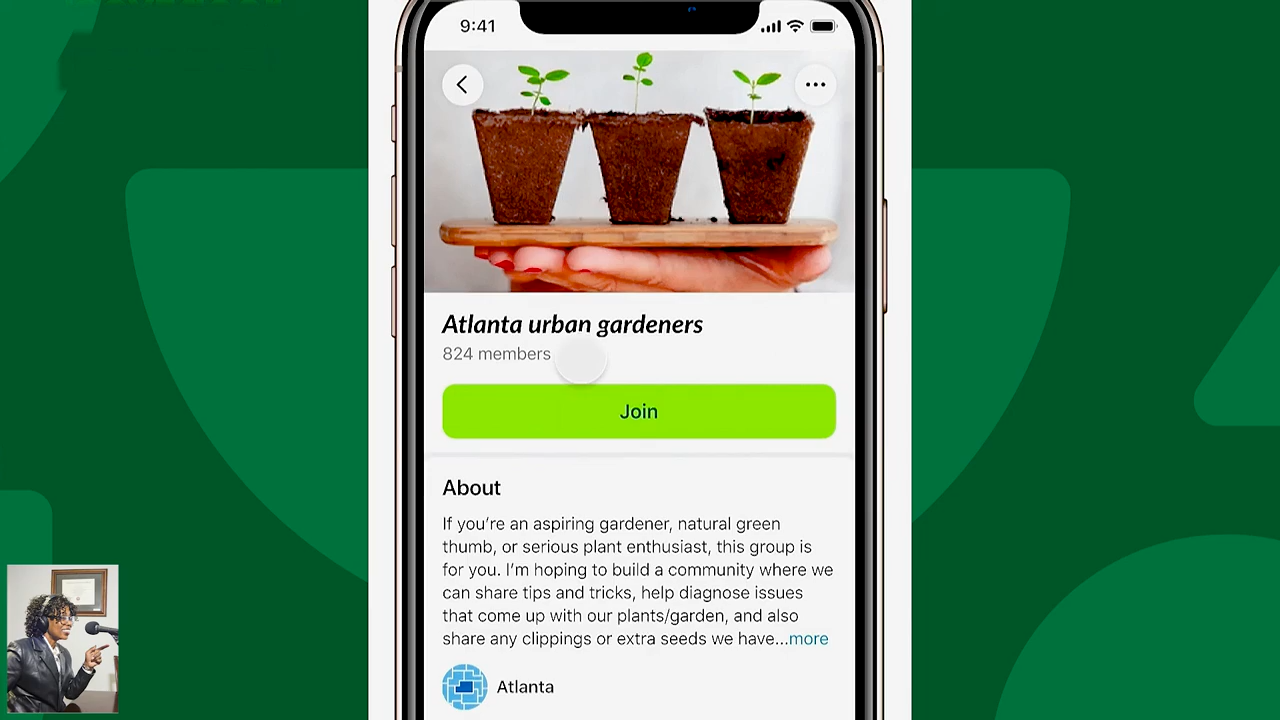 9:41
Atlanta urban gardeners
824 members
Join
About
If you’re an aspiring gardener, natural green
thumb, or serious plant enthusiast, this group is
for you. I’m hoping to build a community where we
can share tips and tricks, help diagnose issues
that come up with our plants/garden, and also
share any clippings or extra seeds we have...more
Atlanta